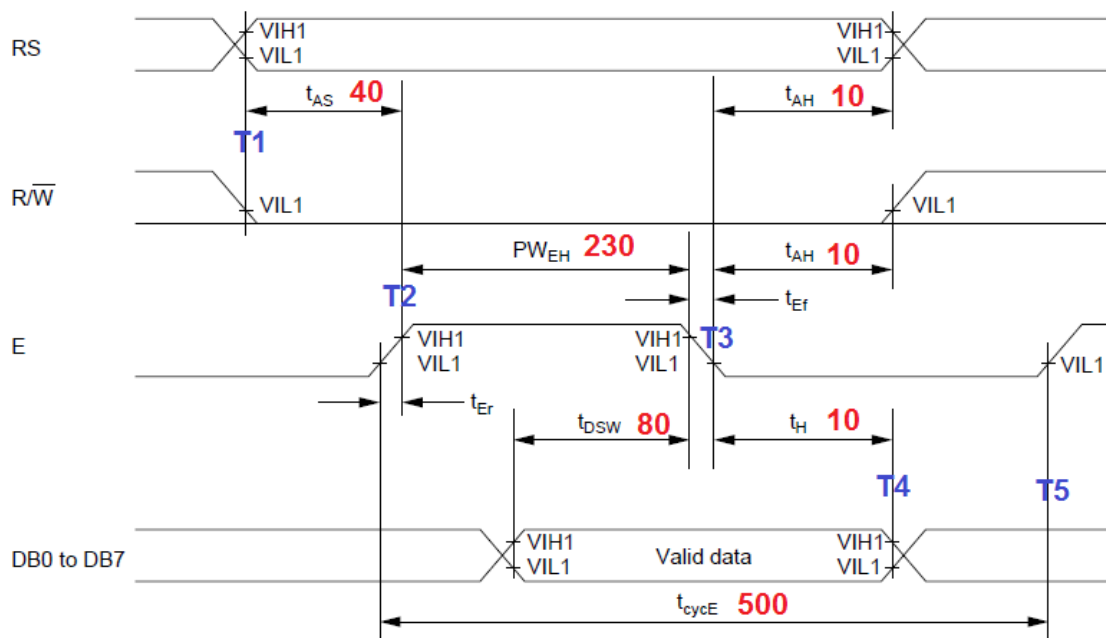 RS
VIH1
VIL1
VIH1
VIL1
tAS 40
tAH 10
T1
R/W̅
VIL1
VIL1
PWEH 230
tAH 10
T2
tEf
E
VIH1
VIL1
VIH1
VIL1
T3
VIL1
tEr
tDSW 80
tH 10
T4
T5
DB0 to DB7
VIH1
VIL1
Valid data
VIH1
VIL1
tcycE 500